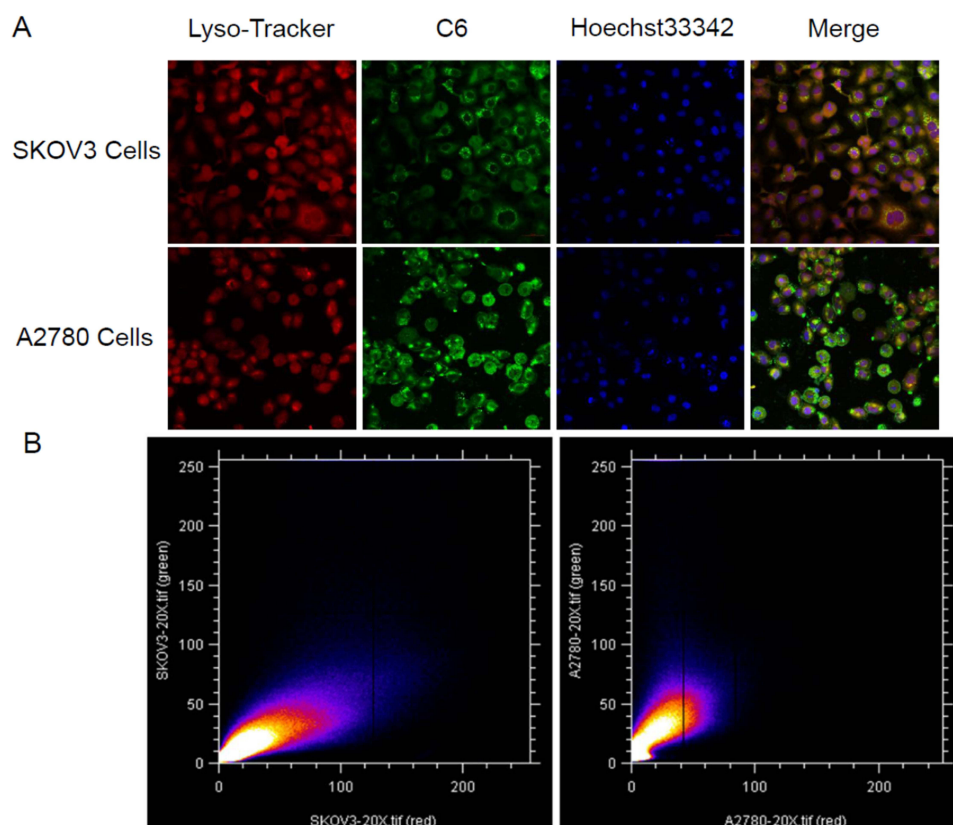 A
Lyso-Tracker C6 Hoechst33342 Merge
SKOV3 Cells
A2780 Cells
B
250
200
150
100
50
0
SKOV3-20X.tif (green)
0 100 200
SKOV3-20X.tif (red)
250
200
150
100
50
0
A2780-20X.tif (green)
0 100 200
A2780-20X.tif (red)